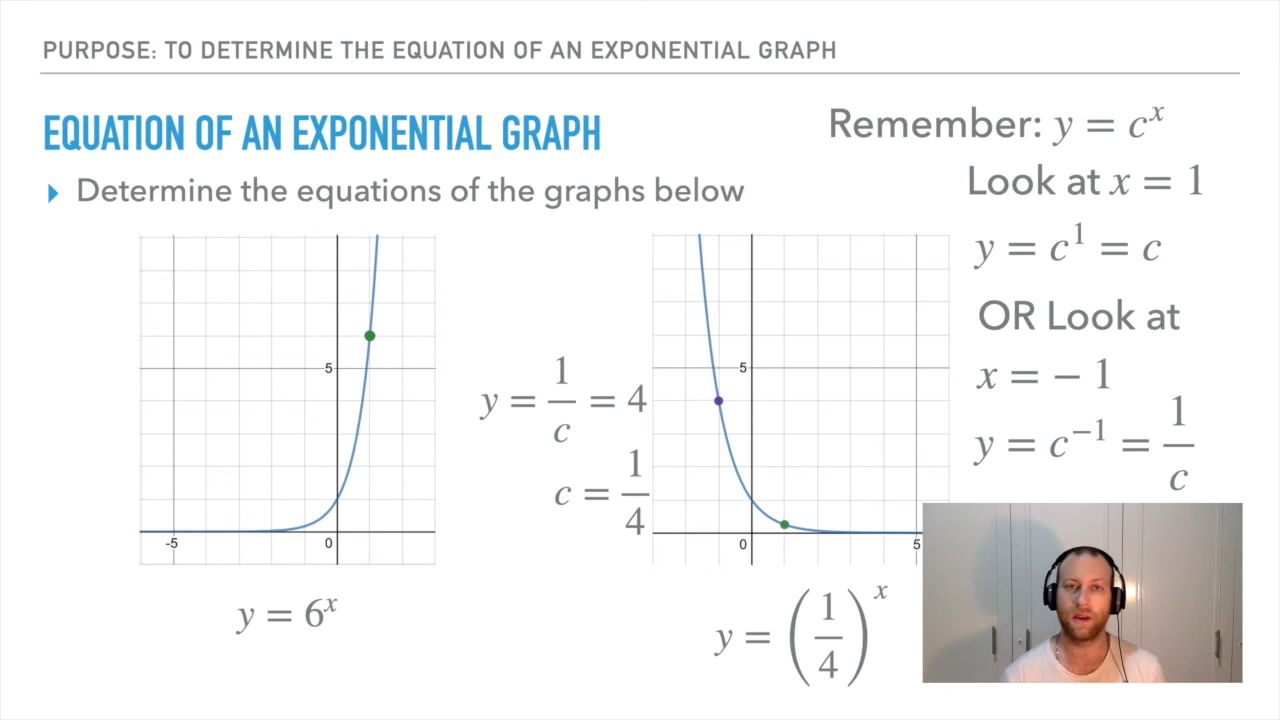 PURPOSE: TO DETERMINE THE EQUATION OF AN EXPONENTIAL GRAPH
EQUATION OF AN EXPONENTIAL GRAPH
Determine the equations of the graphs below
Remember: y = c^x
Look at x = 1
y = c^1 = c
OR Look at
x = − 1
y = c^{−1} = 1/c
5
-5
0
y = 6^x
y = 1/c = 4
c = 1/4
5
0
5
y = (1/4)^x